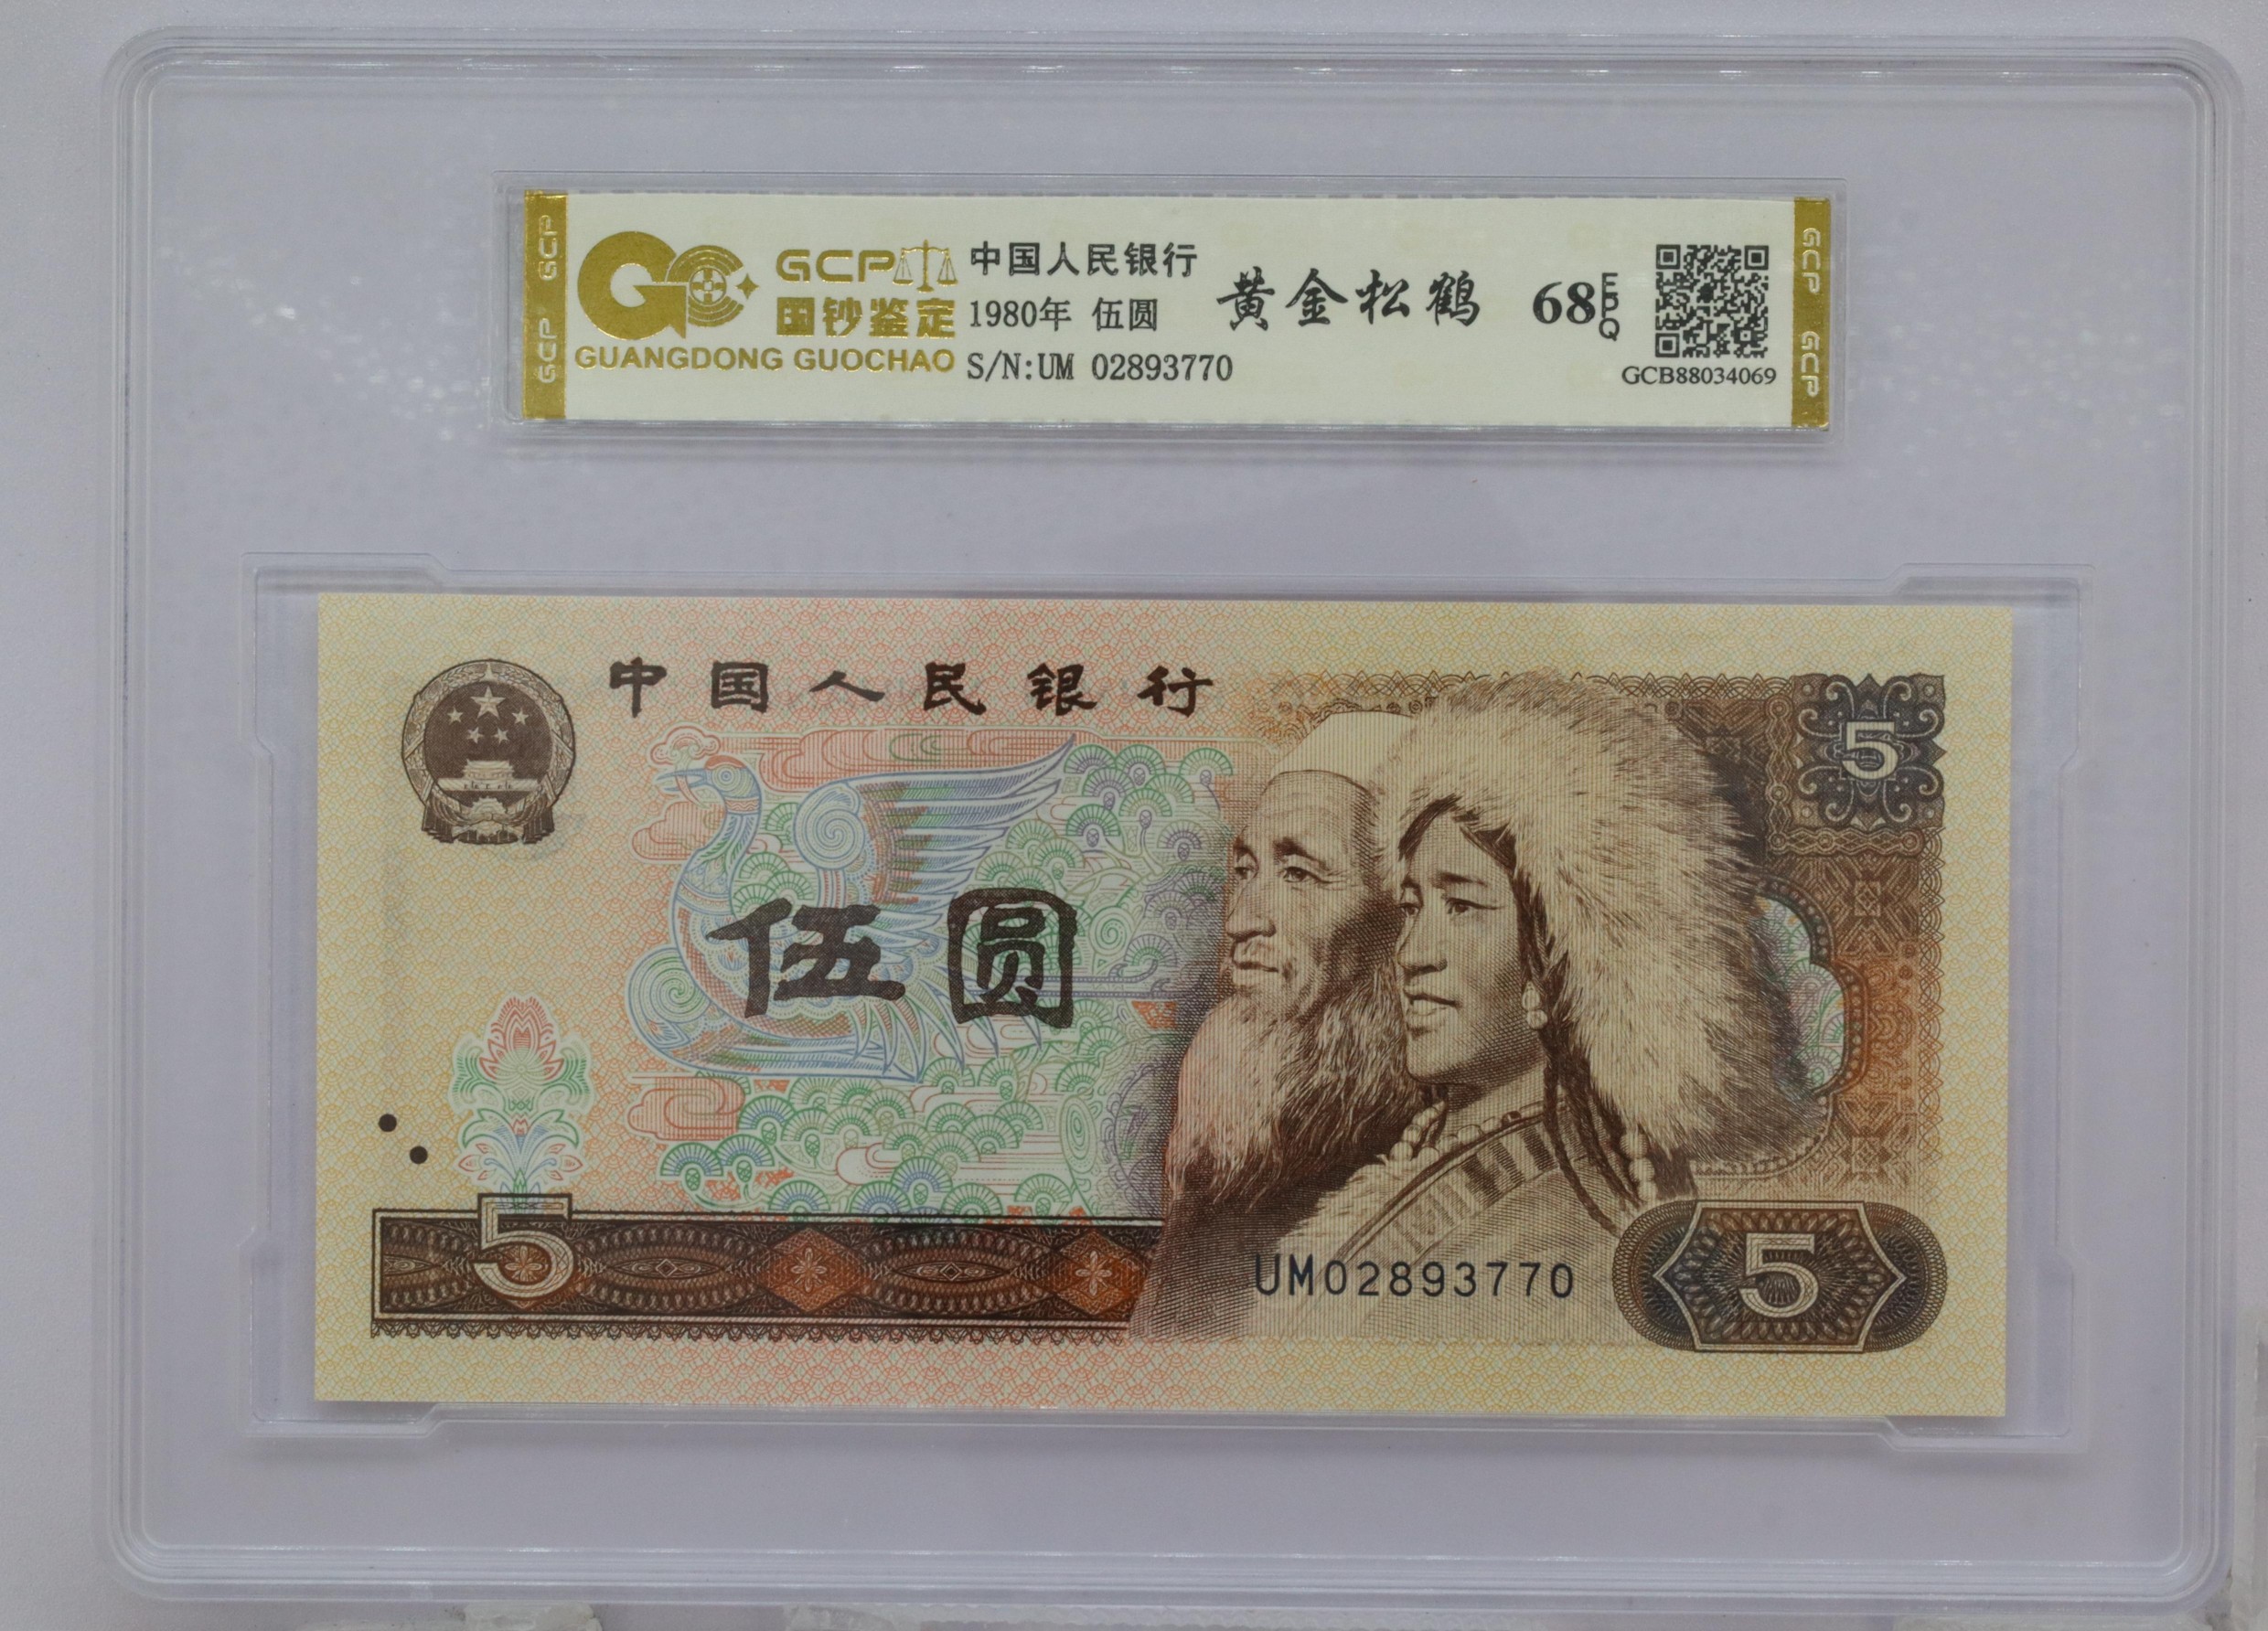 GCP GCP
GCP
国钞鉴定
GUANGDONG GUOCHAO
中国人民银行
1980年 伍圆
S/N:UM 02893770
黄金松鹤
68 EPQ
GCB88034069
GCP GCP
中国人民银行
5
伍圆
5
UM02893770
5